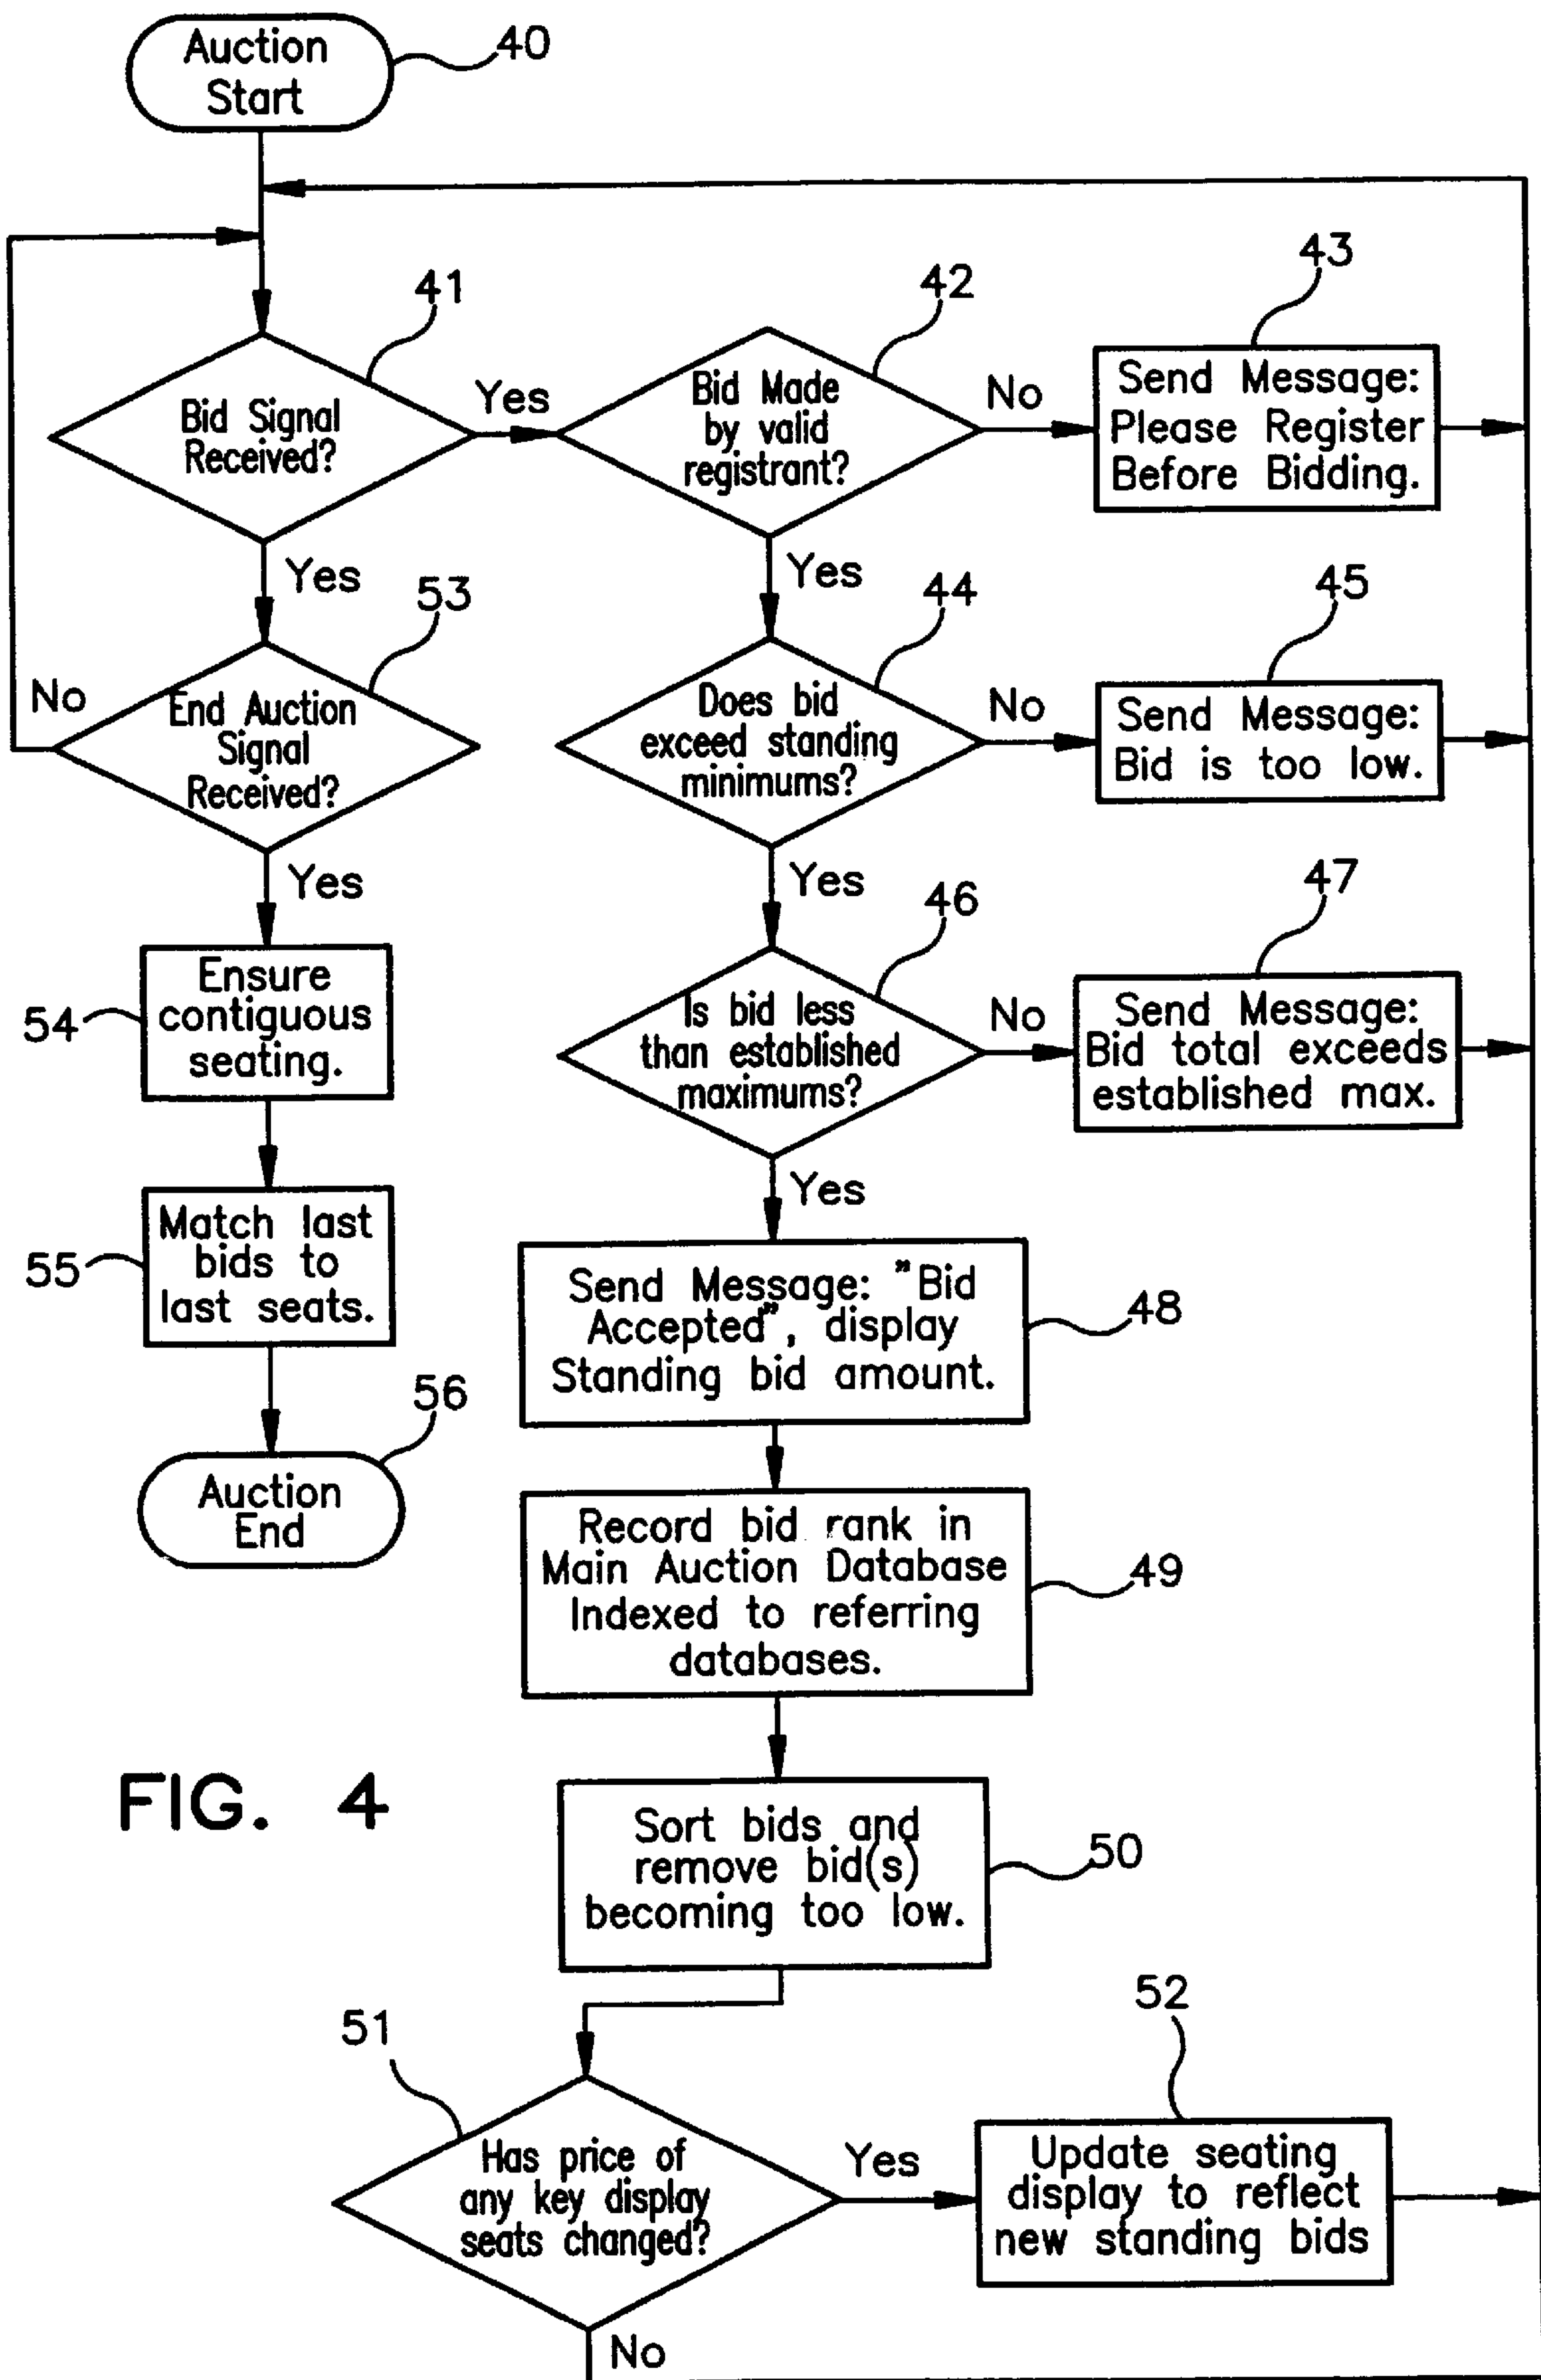 Auction
Start
40
41
Bid Signal
Received?
Yes
Yes
42
Bid Made
by valid
registrant?
No
Yes
43
Send Message:
Please Register
Before Bidding.
53
End Auction
Signal
Received?
No
Yes
44
Does bid
exceed standing
minimums?
No
Yes
45
Send Message:
Bid is too low.
46
Is bid less
than established
maximums?
No
Yes
47
Send Message:
Bid total exceeds
established max.
54
Ensure
contiguous
seating.
55
Match last
bids to
last seats.
56
Auction
End
Send Message: "Bid
Accepted", display
Standing bid amount.
48
Record bid rank in
Main Auction Database
Indexed to referring
databases.
49
FIG. 4
Sort bids and
remove bid(s)
becoming too low.
50
51
Has price of
any key display
seats changed?
Yes
No
52
Update seating
display to reflect
new standing bids